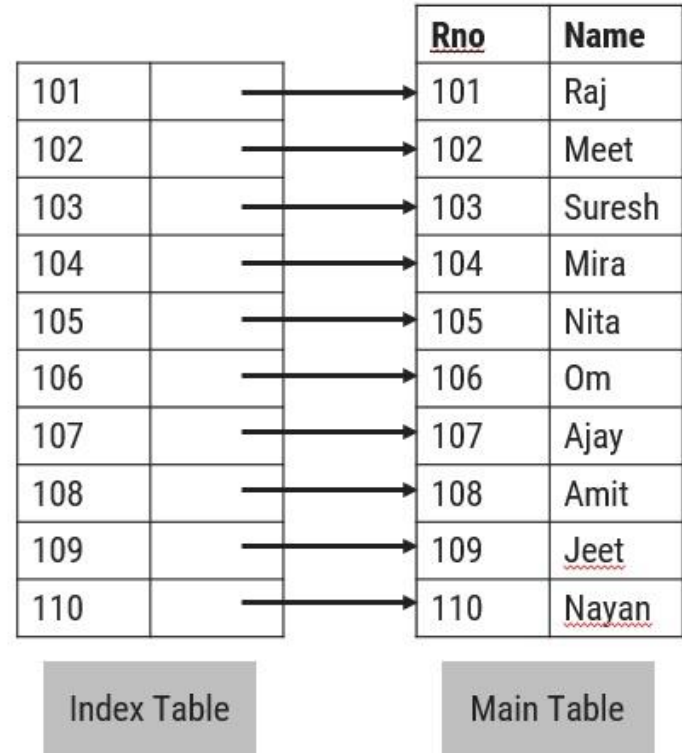 Rno Name
101 101 Raj
102 102 Meet
103 103 Suresh
104 104 Mira
105 105 Nita
106 106 Om
107 107 Ajay
108 108 Amit
109 109 Jeet
110 110 Nayan
Index Table Main Table